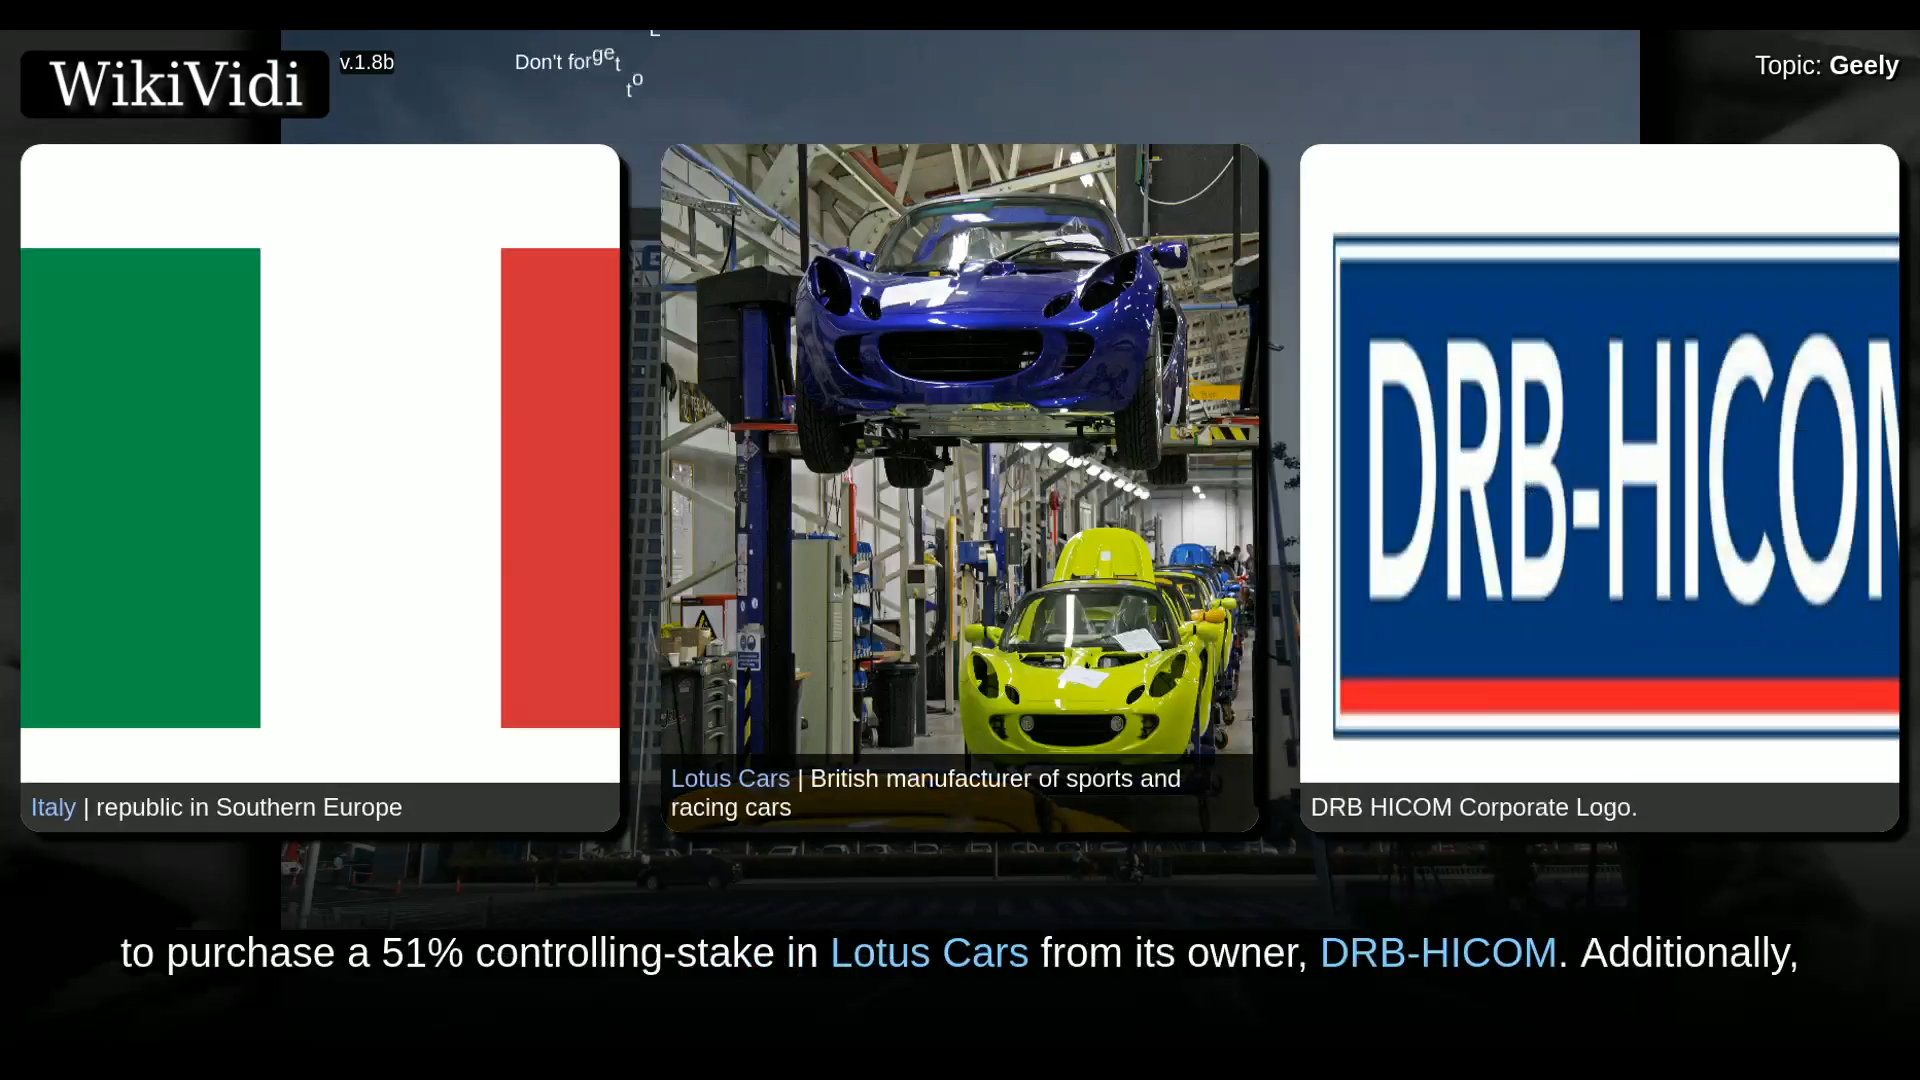 WikiVidi
v.1.8b
Don't forget to
Topic: Geely
DRB-HICOM
Italy | republic in Southern Europe
Lotus Cars | British manufacturer of sports and
racing cars
DRB HICOM Corporate Logo.
to purchase a 51% controlling-stake in Lotus Cars from its owner, DRB-HICOM. Additionally,